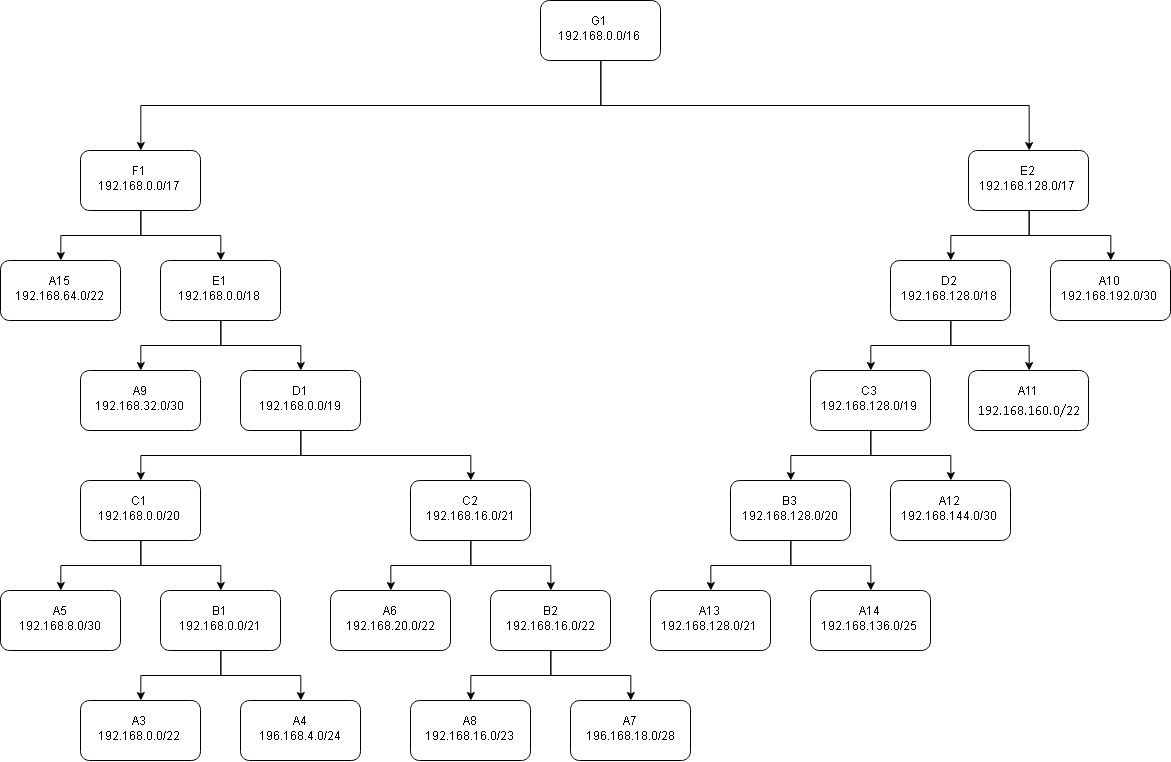 G1
192.168.0.0/16
F1
192.168.0.0/17
E2
192.168.128.0/17
A15
192.168.64.0/22
E1
192.168.0.0/18
D2
192.168.128.0/18
A10
192.168.192.0/30
A9
192.168.32.0/30
D1
192.168.0.0/19
C3
192.168.128.0/19
A11
192.168.160.0/22
C1
192.168.0.0/20
C2
192.168.16.0/21
B3
192.168.128.0/20
A12
192.168.144.0/30
A5
192.168.8.0/30
B1
192.168.0.0/21
A6
192.168.20.0/22
B2
192.168.16.0/22
A13
192.168.128.0/21
A14
192.168.136.0/25
A3
192.168.0.0/22
A4
196.168.4.0/24
A8
192.168.16.0/23
A7
196.168.18.0/28